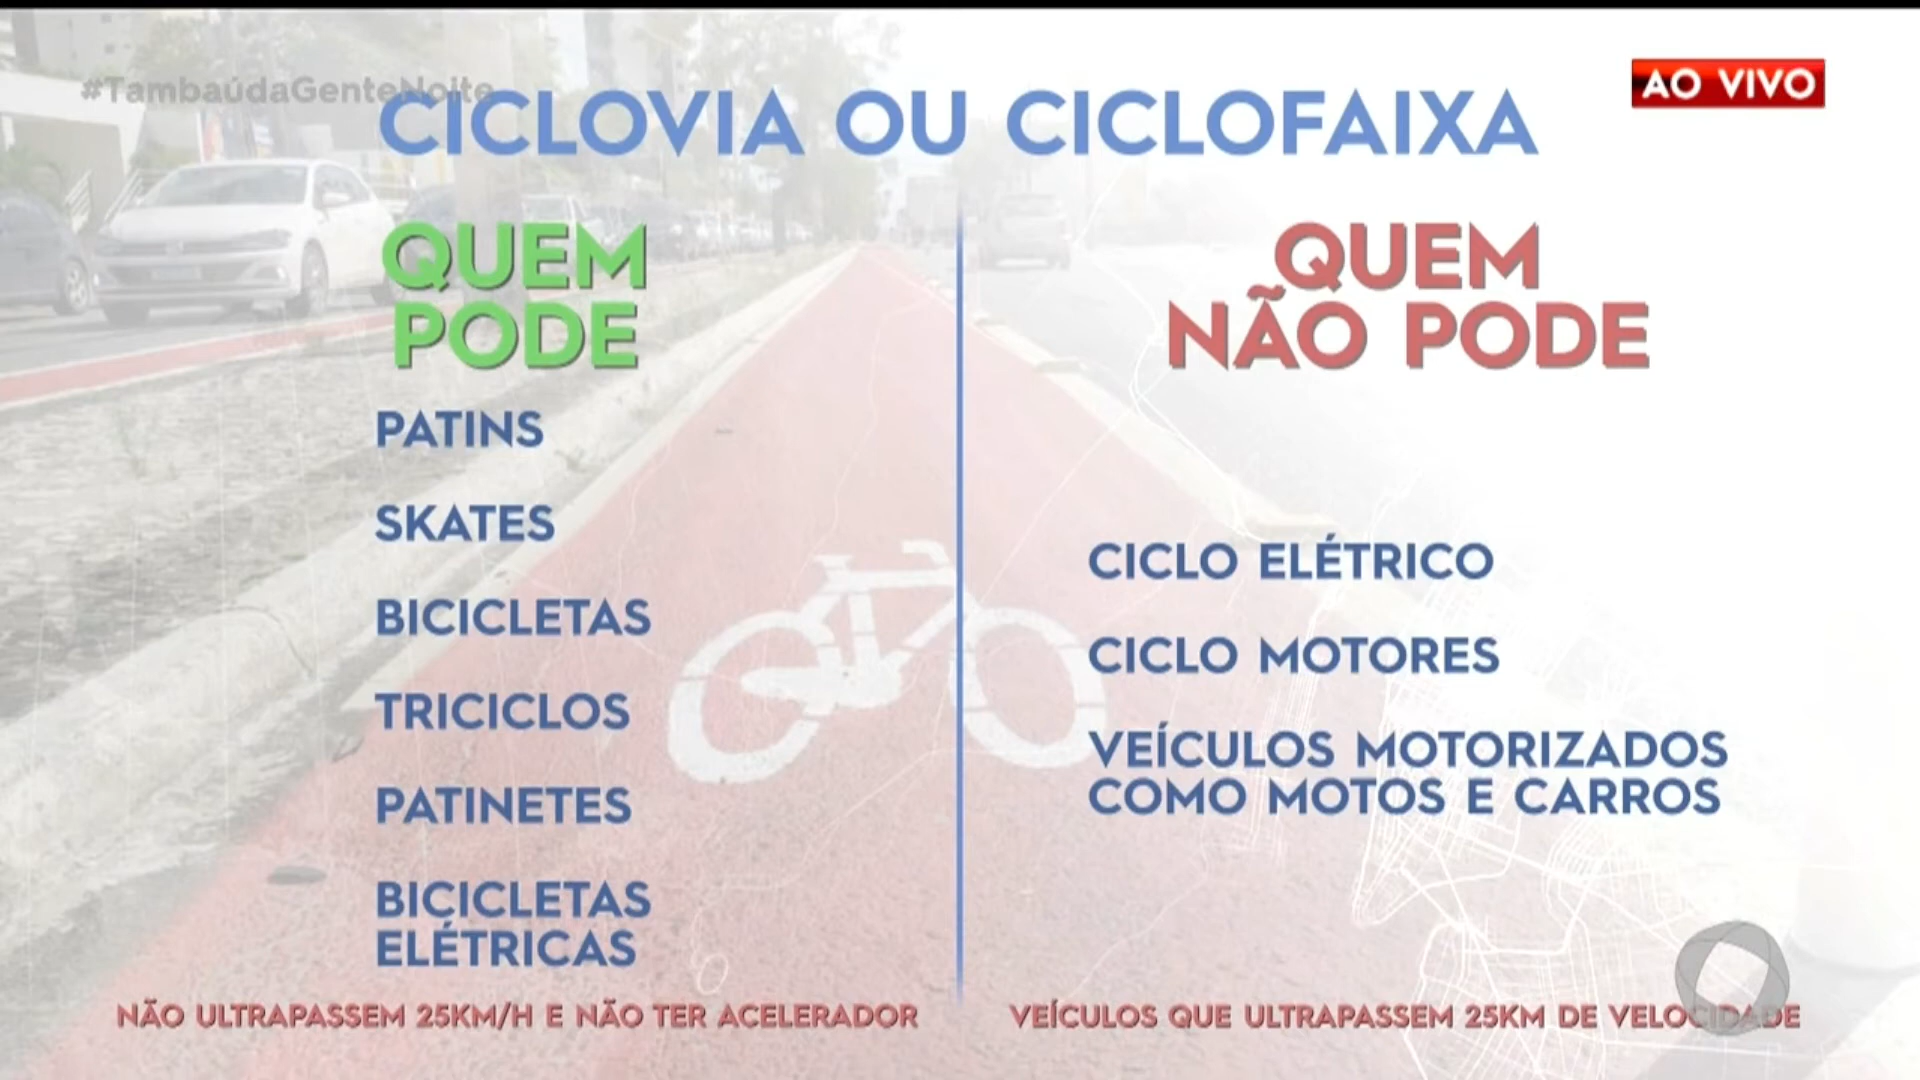 #TambaúdaGenteNoite
AO VIVO
CICLOVIA OU CICLOFAIXA
QUEM
PODE
PATINS
SKATES
BICICLETAS
TRICICLOS
PATINETES
BICICLETAS
ELÉTRICAS
NÃO ULTRAPASSEM 25KM/H E NÃO TER ACELERADOR
QUEM
NÃO PODE
CICLO ELÉTRICO
CICLO MOTORES
VEÍCULOS MOTORIZADOS
COMO MOTOS E CARROS
VEÍCULOS QUE ULTRAPASSEM 25KM DE VELOCIDADE